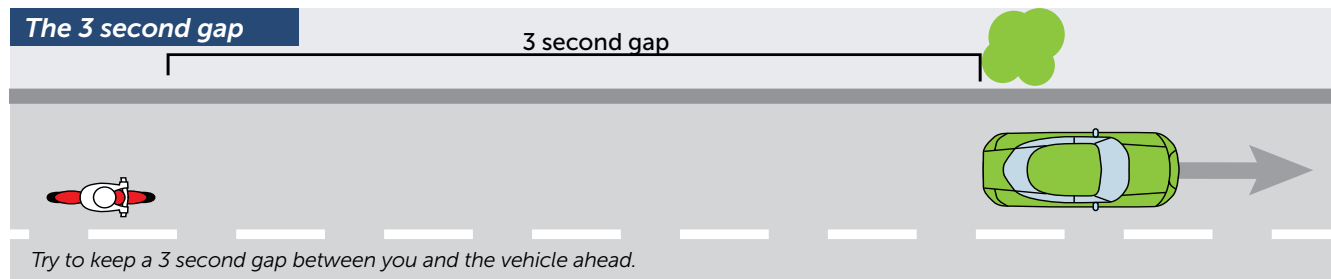 The 3 second gap
3 second gap
Try to keep a 3 second gap between you and the vehicle ahead.